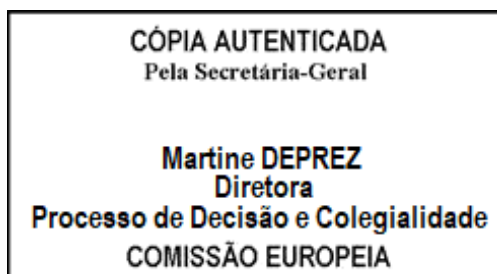 CÓPIA AUTENTICADA
Pela Secretária-Geral
Martine DEPREZ
Diretora
Processo de Decisão e Colegialidade
COMISSÃO EUROPEIA